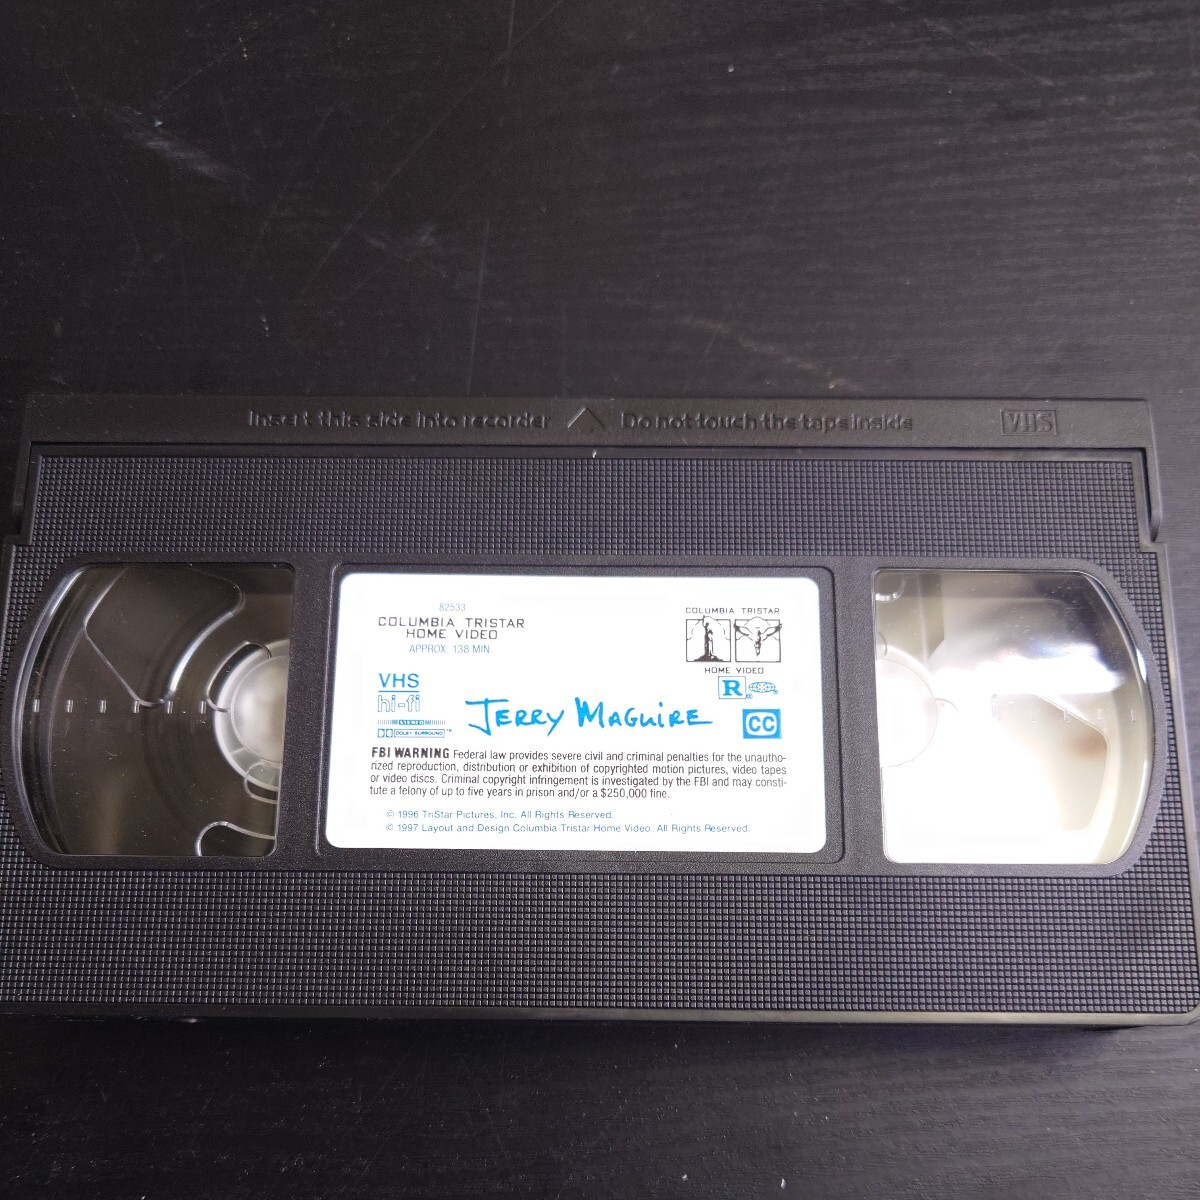 Insert this side into recorder Do not touch the tape inside VHS
82533
COLUMBIA TRISTAR
HOME VIDEO
APPROX. 138 MIN.
COLUMBIA TRISTAR
HOME VIDEO
VHS
hi-fi
STEREO
DOLBY SURROUND ™
R
JERRY MAGUIRE
CC
FBI WARNING Federal law provides severe civil and criminal penalties for the unautho-
rized reproduction, distribution or exhibition of copyrighted motion pictures, video tapes
or video discs. Criminal copyright infringement is investigated by the FBI and may consti-
tute a felony of up to five years in prison and/or a $250,000 fine.
© 1996 TriStar Pictures, Inc. All Rights Reserved.
© 1997 Layout and Design Columbia Tristar Home Video. All Rights Reserved.